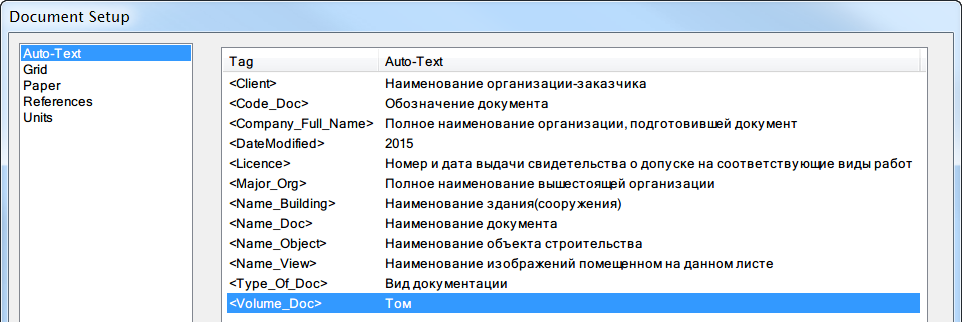 Document Setup
Auto-Text
Grid
Paper
References
Units
Tag Auto-Text
<Client> Наименование организации-заказчика
<Code_Doc> Обозначение документа
<Company_Full_Name> Полное наименование организации, подготовившей документ
<DateModified> 2015
<Licence> Номер и дата выдачи свидетельства о допуске на соответствующие виды работ
<Major_Org> Полное наименование вышестоящей организации
<Name_Building> Наименование здания(сооружения)
<Name_Doc> Наименование документа
<Name_Object> Наименование объекта строительства
<Name_View> Наименование изображений помещенном на данном листе
<Type_Of_Doc> Вид документации
<Volume_Doc> Том